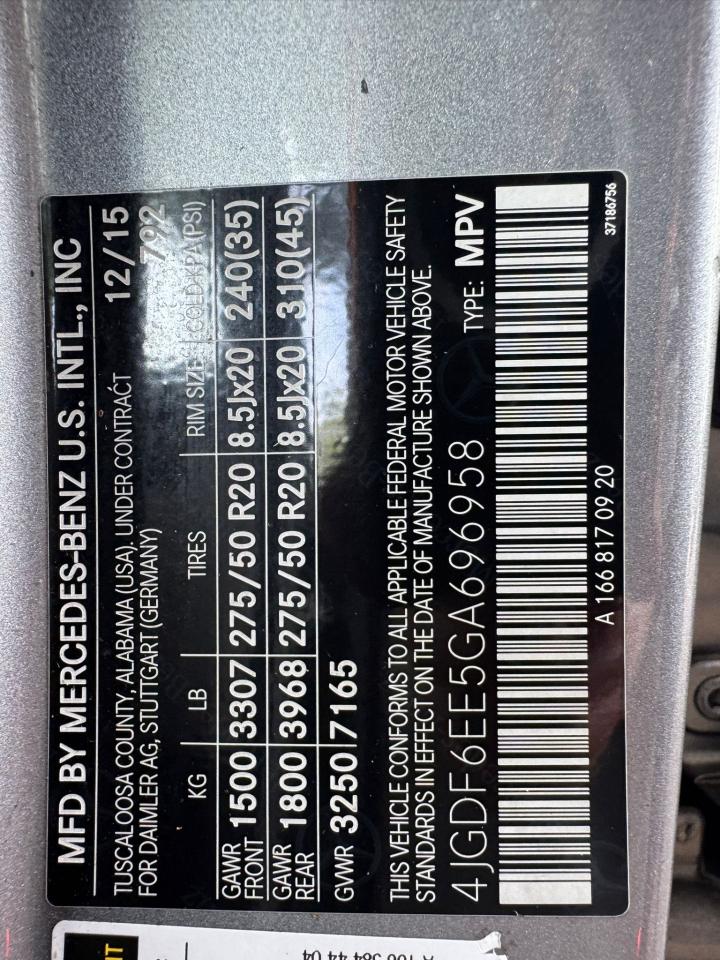 MFD BY MERCEDES-BENZ U.S. INTL., INC
TUSCALOOSA COUNTY, ALABAMA (USA), UNDER CONTRACT 12/15
FOR DAIMLER AG, STUTTGART (GERMANY) 792
KG LB TIRES RIM SIZE COLD KPA(PSI)
GAWR FRONT 1500 3307 275/50 R20 8.5Jx20 240(35)
GAWR REAR 1800 3968 275/50 R20 8.5Jx20 310(45)
GVWR 3250 7165
THIS VEHICLE CONFORMS TO ALL APPLICABLE FEDERAL MOTOR VEHICLE SAFETY
STANDARDS IN EFFECT ON THE DATE OF MANUFACTURE SHOWN ABOVE.
4JGDF6EE5GA696958 TYPE: MPV
A 166 817 09 20 37186756